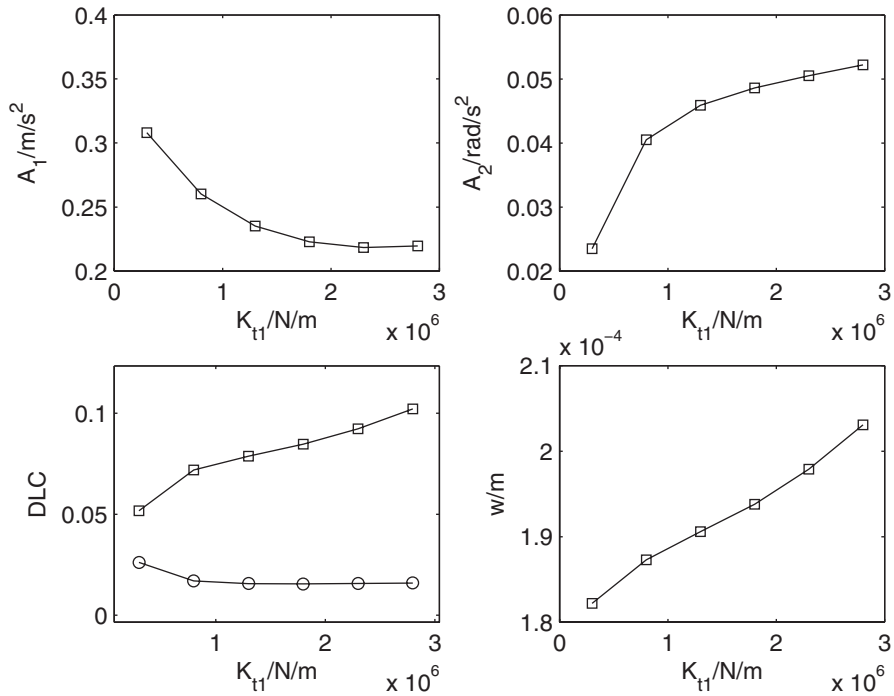 0.4
0.3
0.25
0.2
0 1 2 3
A1/m/s2
Kt1/N/m
x 10^6
0.06
0.05
0.04
0.03
0.02
0 1 2 3
A2/rad/s2
Kt1/N/m
x 10^6
0.1
0.05
0
1 2 3
DLC
Kt1/N/m
x 10^6
x 10^-4
2.1
2
1.9
1.8
0 1 2 3
w/m
Kt1/N/m
x 10^6